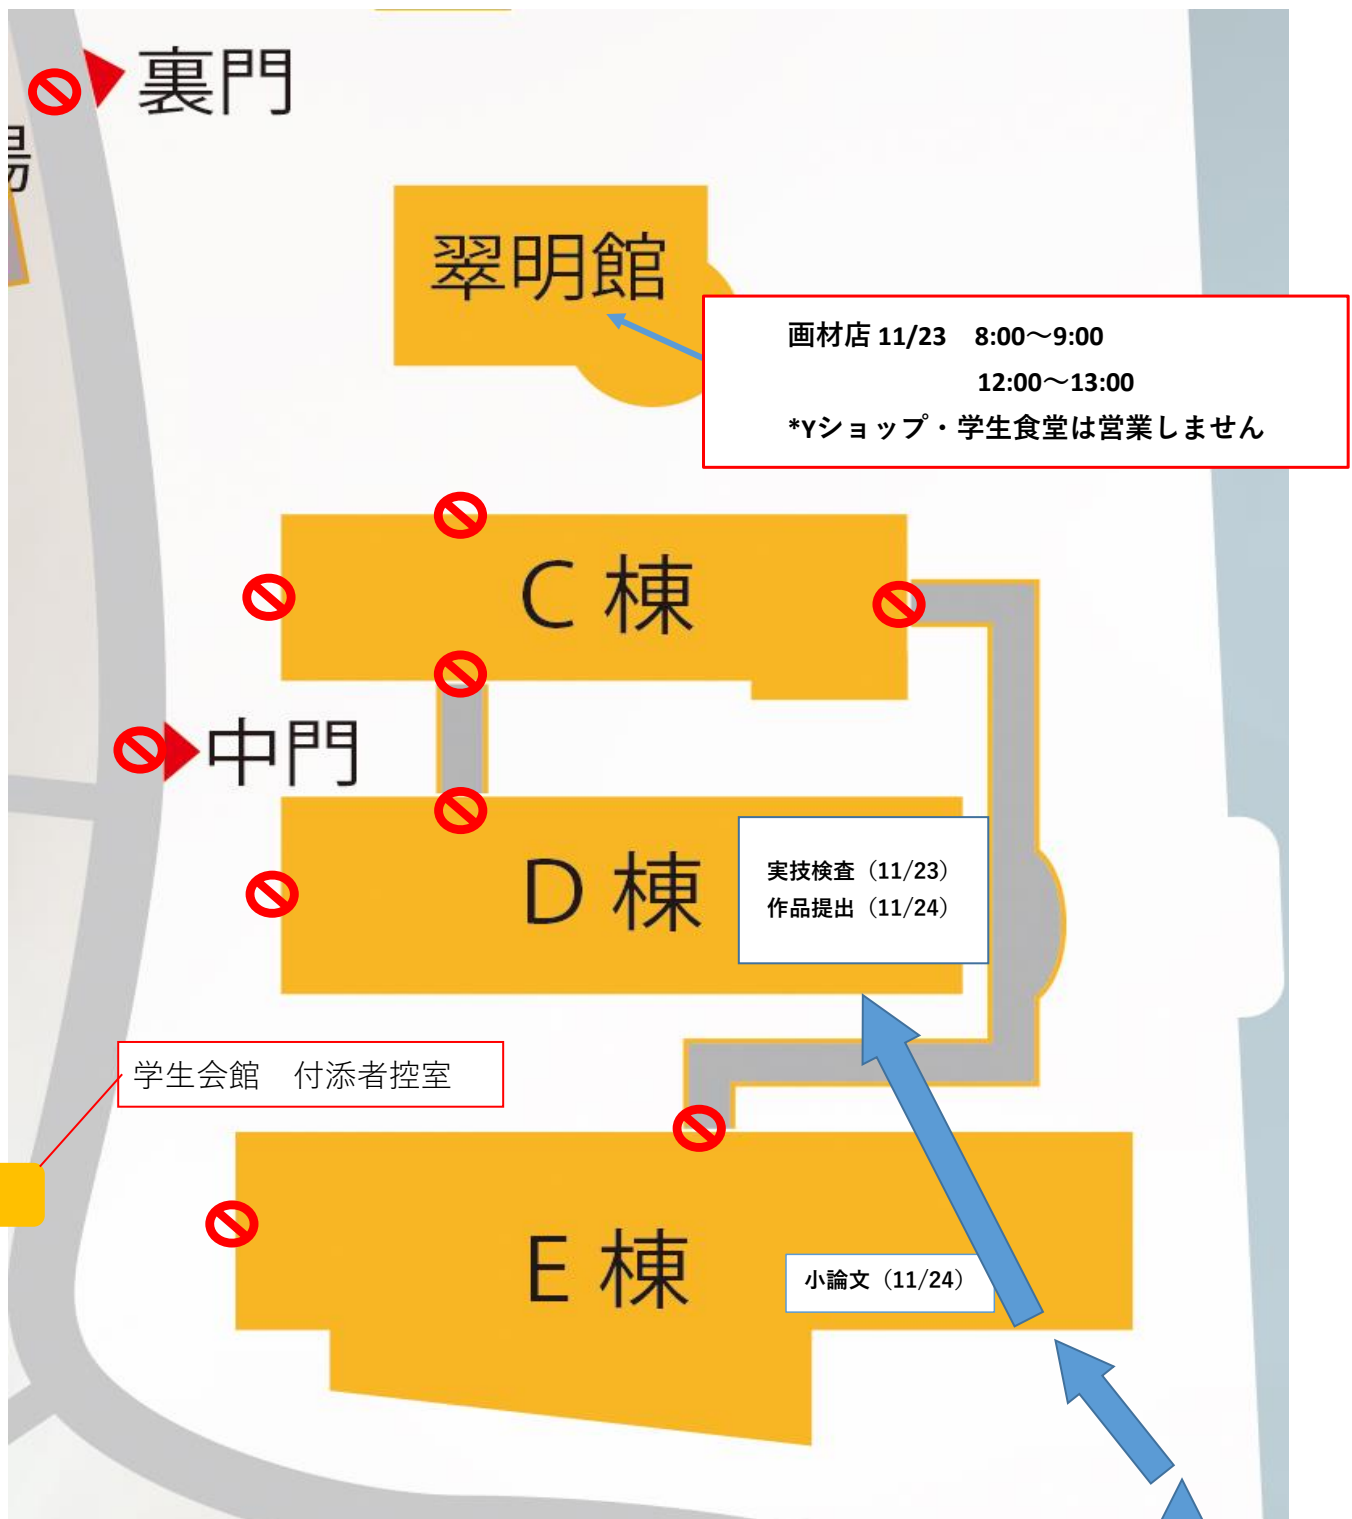 裏門
場
翠明館
画材店 11/23 8:00～9:00
12:00～13:00
*Yショップ・学生食堂は営業しません
C 棟
中門
D 棟
実技検査（11/23）
作品提出（11/24）
学生会館 付添者控室
E 棟
小論文（11/24）